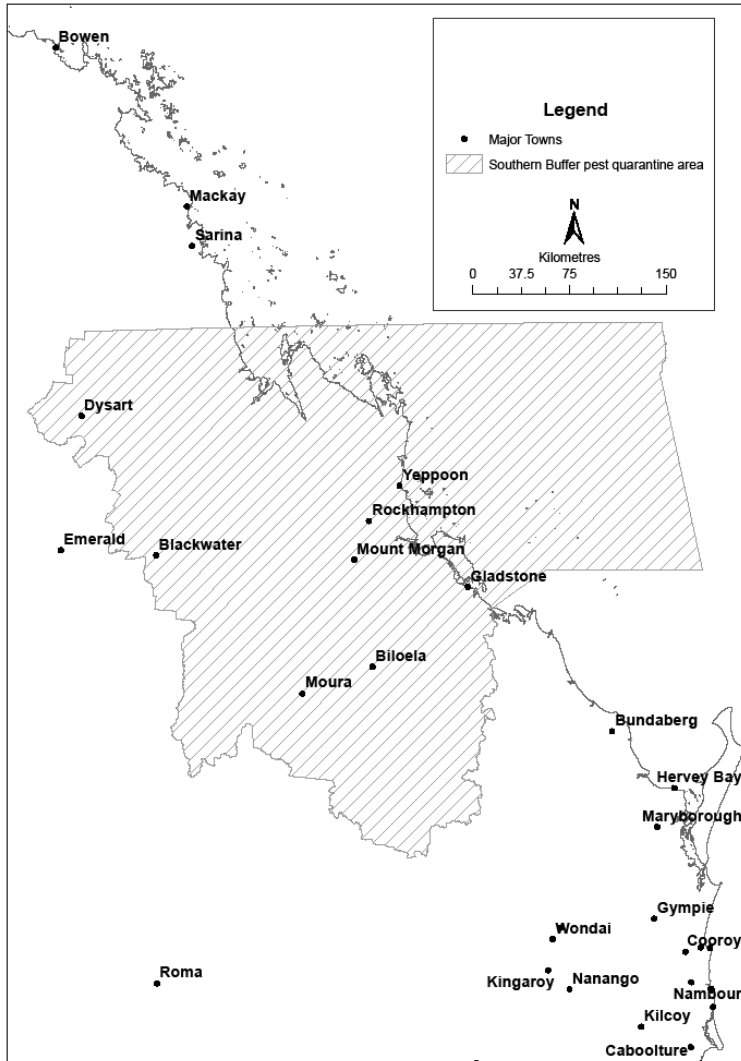 Bowen
Legend
Major Towns
Southern Buffer pest quarantine area
N
Kilometres
0 37.5 75 150
Mackay
Sarina
Dysart
Yeppoon
Rockhampton
Emerald
Blackwater
Mount Morgan
Gladstone
Biloela
Moura
Bundaberg
Hervey Bay
Maryborough
Gympie
Wondai
Cooroy
Roma
Kingaroy
Nanango
Nambour
Kilcoy
Caboolture